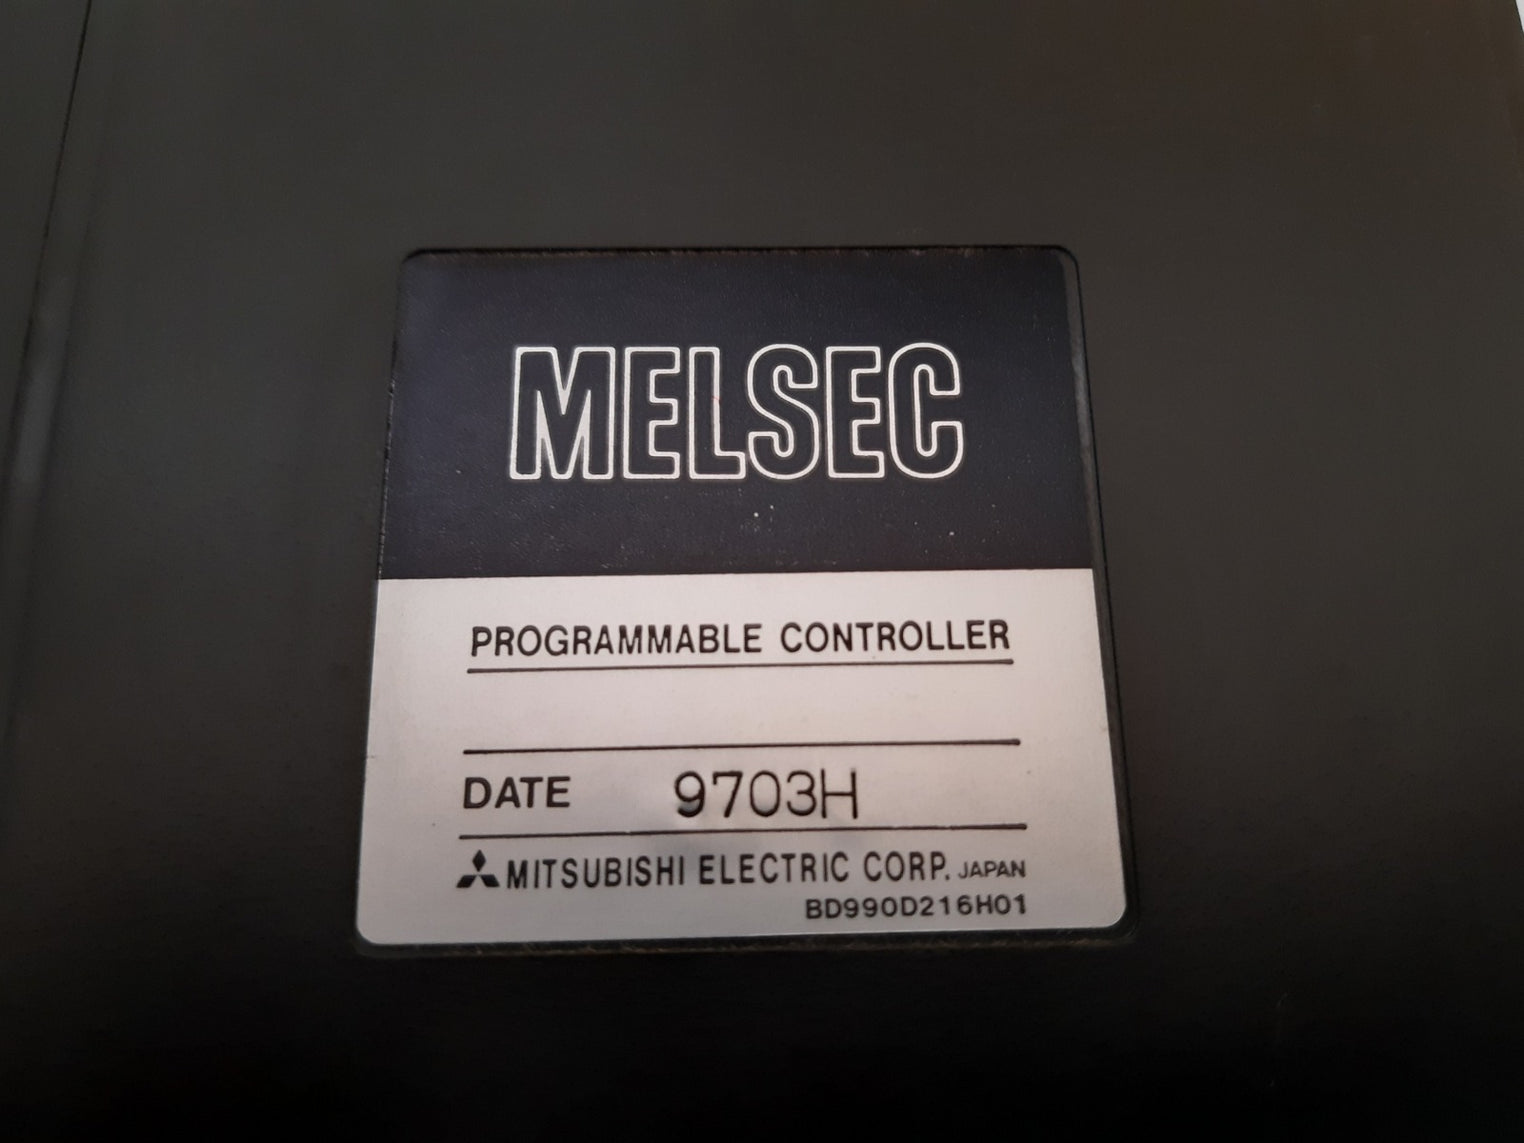 MELSEC
PROGRAMMABLE CONTROLLER
DATE 9703H
MITSUBISHI ELECTRIC CORP. JAPAN
BD990D216H01